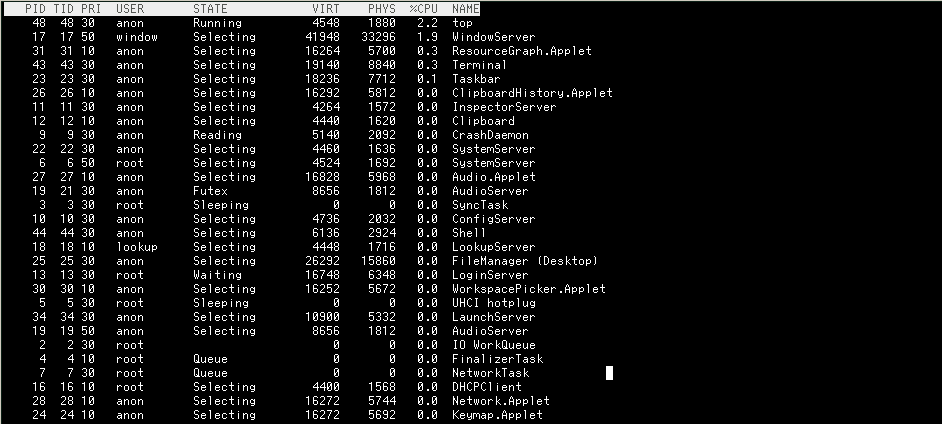 PID TID PRI USER STATE VIRT PHYS %CPU NAME
48 48 30 anon Running 4548 1880 2.2 top
17 17 50 window Selecting 41948 33296 1.9 WindowServer
31 31 10 anon Selecting 16264 5700 0.3 ResourceGraph.Applet
43 43 30 anon Selecting 19140 8840 0.3 Terminal
23 23 30 anon Selecting 18236 7712 0.1 Taskbar
26 26 10 anon Selecting 16292 5812 0.0 ClipboardHistory.Applet
11 11 30 anon Selecting 4264 1572 0.0 InspectorServer
12 12 10 anon Selecting 4440 1620 0.0 Clipboard
9 9 30 anon Reading 5140 2092 0.0 CrashDaemon
22 22 30 anon Selecting 4460 1636 0.0 SystemServer
6 6 50 root Selecting 4524 1692 0.0 SystemServer
27 27 10 anon Selecting 16828 5968 0.0 Audio.Applet
19 21 30 anon Futex 8656 1812 0.0 AudioServer
3 3 30 root Sleeping 0 0 0.0 SyncTask
10 10 30 anon Selecting 4736 2032 0.0 ConfigServer
44 44 30 anon Selecting 6136 2924 0.0 Shell
18 18 10 lookup Selecting 4448 1716 0.0 LookupServer
25 25 30 anon Selecting 26292 15860 0.0 FileManager (Desktop)
13 13 30 root Waiting 16748 6348 0.0 LoginServer
30 30 10 anon Selecting 16252 5672 0.0 WorkspacePicker.Applet
5 5 30 root Sleeping 0 0 0.0 UHCI hotplug
34 34 30 anon Selecting 10900 5332 0.0 LaunchServer
19 19 50 anon Selecting 8656 1812 0.0 AudioServer
2 2 30 root 0 0 0.0 IO WorkQueue
4 4 10 root Queue 0 0 0.0 FinalizerTask
7 7 30 root Queue 0 0 0.0 NetworkTask
16 16 10 root Selecting 4400 1568 0.0 DHCPClient
28 28 10 anon Selecting 16272 5744 0.0 Network.Applet
24 24 10 anon Selecting 16272 5692 0.0 Keymap.Applet